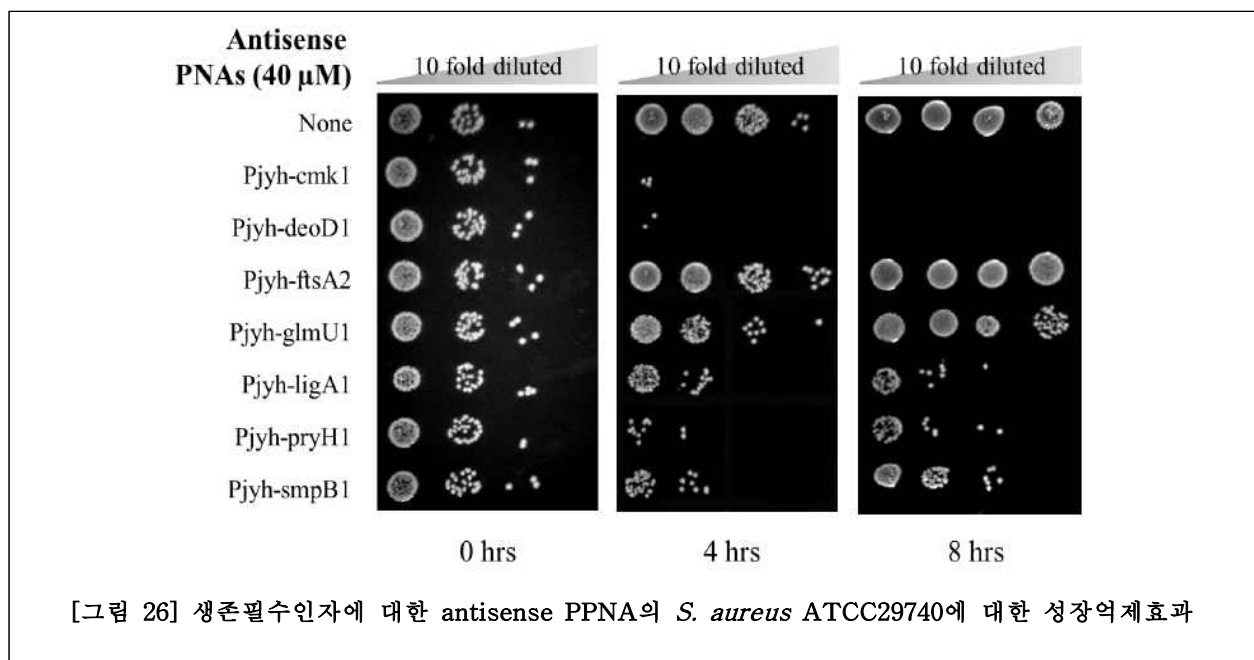 Antisense
PNAs (40 µM)
10 fold diluted
10 fold diluted
10 fold diluted
None
Pjyh-cmk1
Pjyh-deoD1
Pjyh-ftsA2
Pjyh-glmU1
Pjyh-ligA1
Pjyh-pryH1
Pjyh-smpB1
0 hrs
4 hrs
8 hrs
[그림 26] 생존필수인자에 대한 antisense PPNA의 S. aureus ATCC29740에 대한 성장억제효과